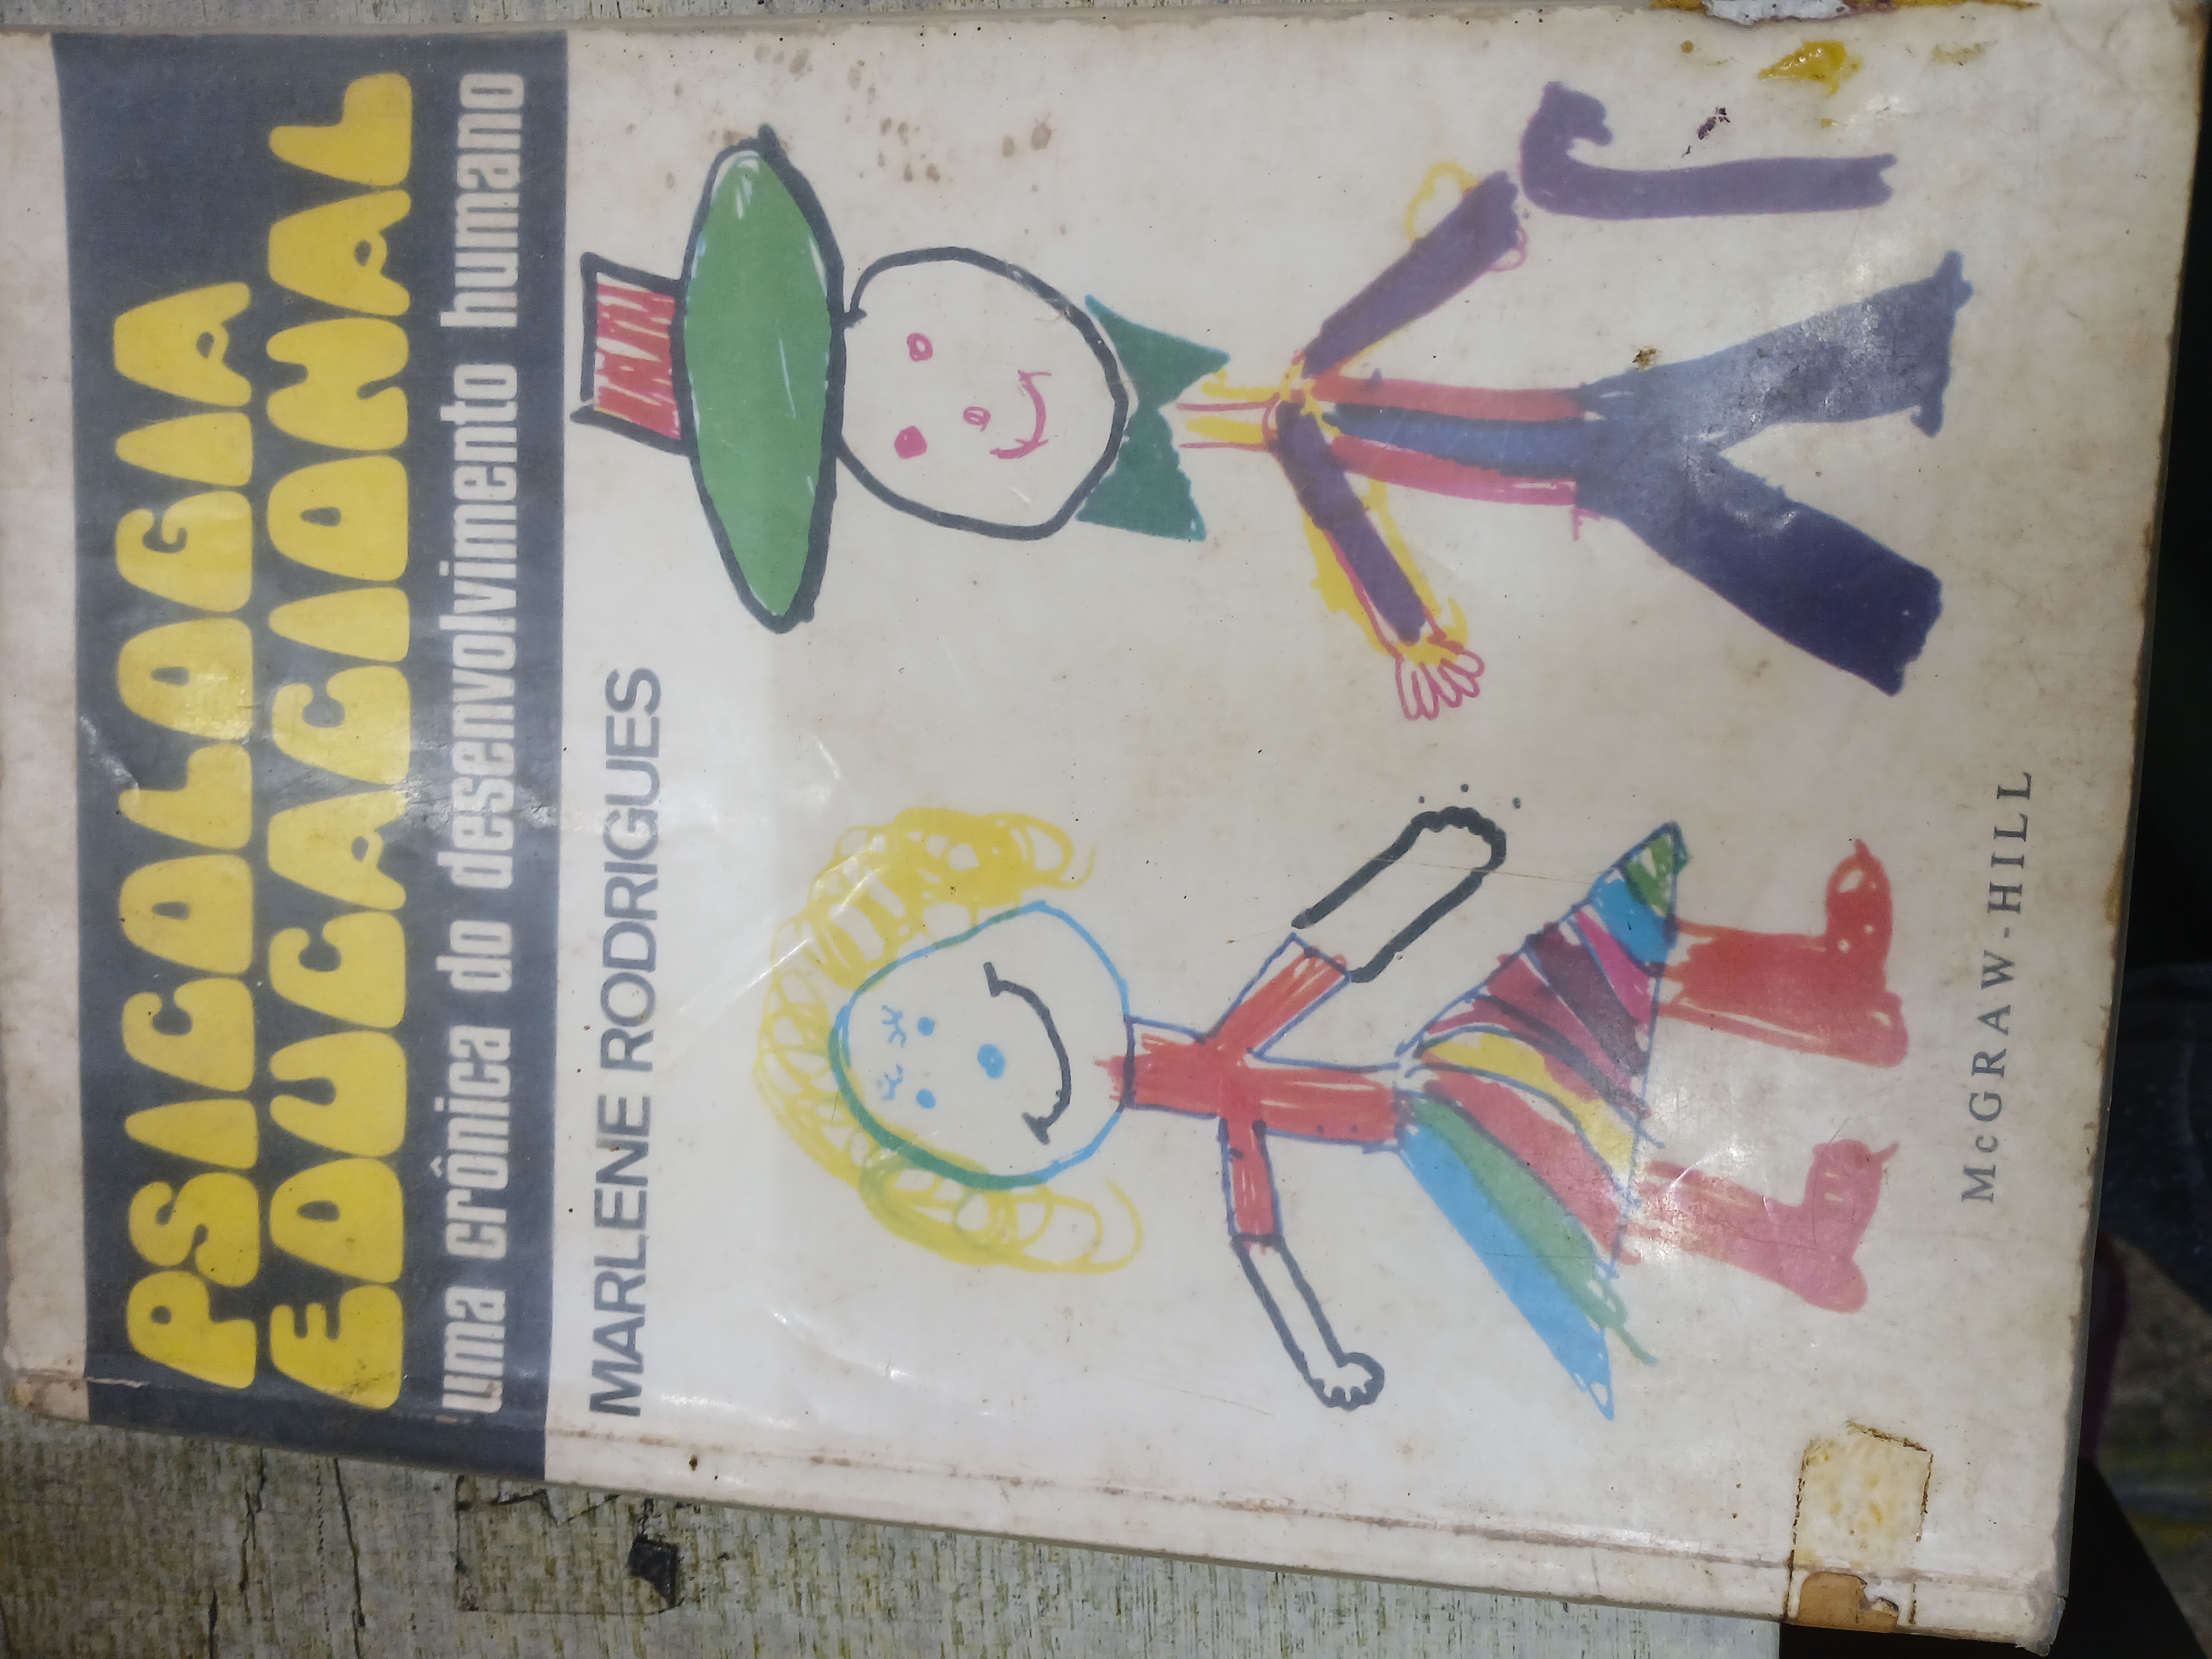 PSICOLOGIA
EDUCACIONAL
uma crônica do desenvolvimento humano
MARLENE RODRIGUES
McGRAW-HILL